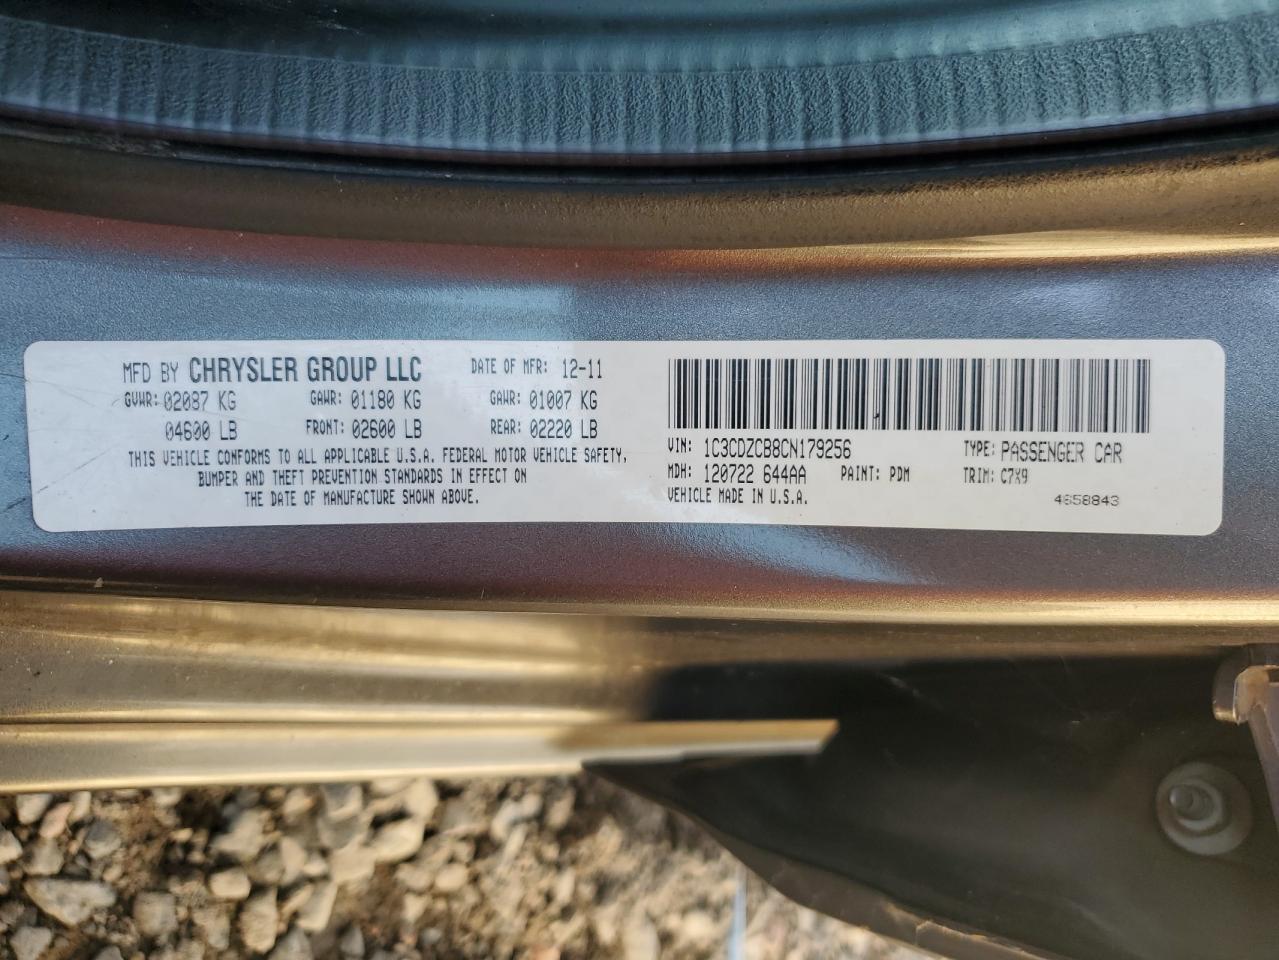 MFD BY CHRYSLER GROUP LLC DATE OF MFR: 12-11
GVWR: 02087 KG GAWR: 01180 KG GAWR: 01007 KG
04600 LB FRONT: 02600 LB REAR: 02220 LB
THIS VEHICLE CONFORMS TO ALL APPLICABLE U.S.A. FEDERAL MOTOR VEHICLE SAFETY,
BUMPER AND THEFT PREVENTION STANDARDS IN EFFECT ON
THE DATE OF MANUFACTURE SHOWN ABOVE.
VIN: 1C3CDZCB8CN179256 TYPE: PASSENGER CAR
MDH: 120722 644AA PAINT: PDM TRIM: C7X9
VEHICLE MADE IN U.S.A. 4658843